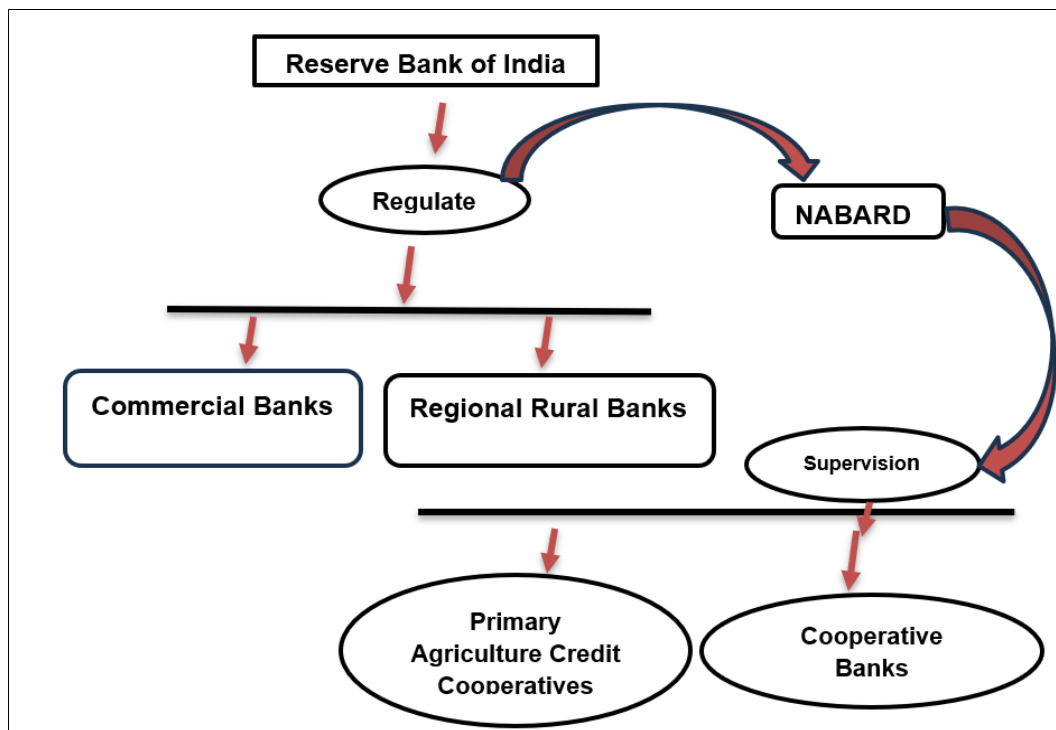 Reserve Bank of India
Regulate
NABARD
Commercial Banks
Regional Rural Banks
Supervision
Primary
Agriculture Credit
Cooperatives
Cooperative
Banks